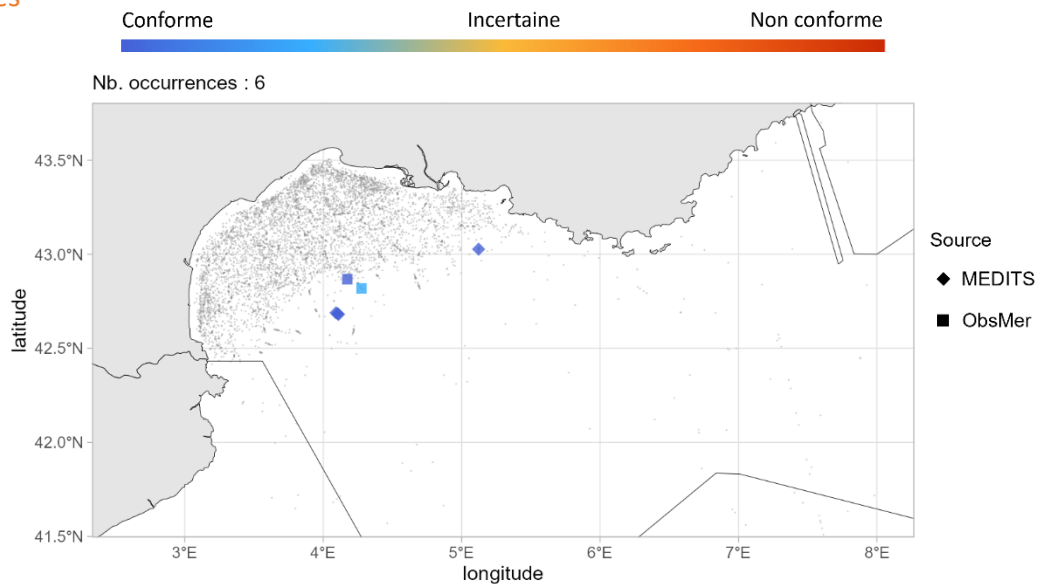 es
Conforme Incertaine Non conforme
Nb. occurrences : 6
43.5°N
43.0°N
42.5°N
42.0°N
41.5°N
latitude
3°E 4°E 5°E 6°E 7°E 8°E
longitude
Source
MEDITS
ObsMer